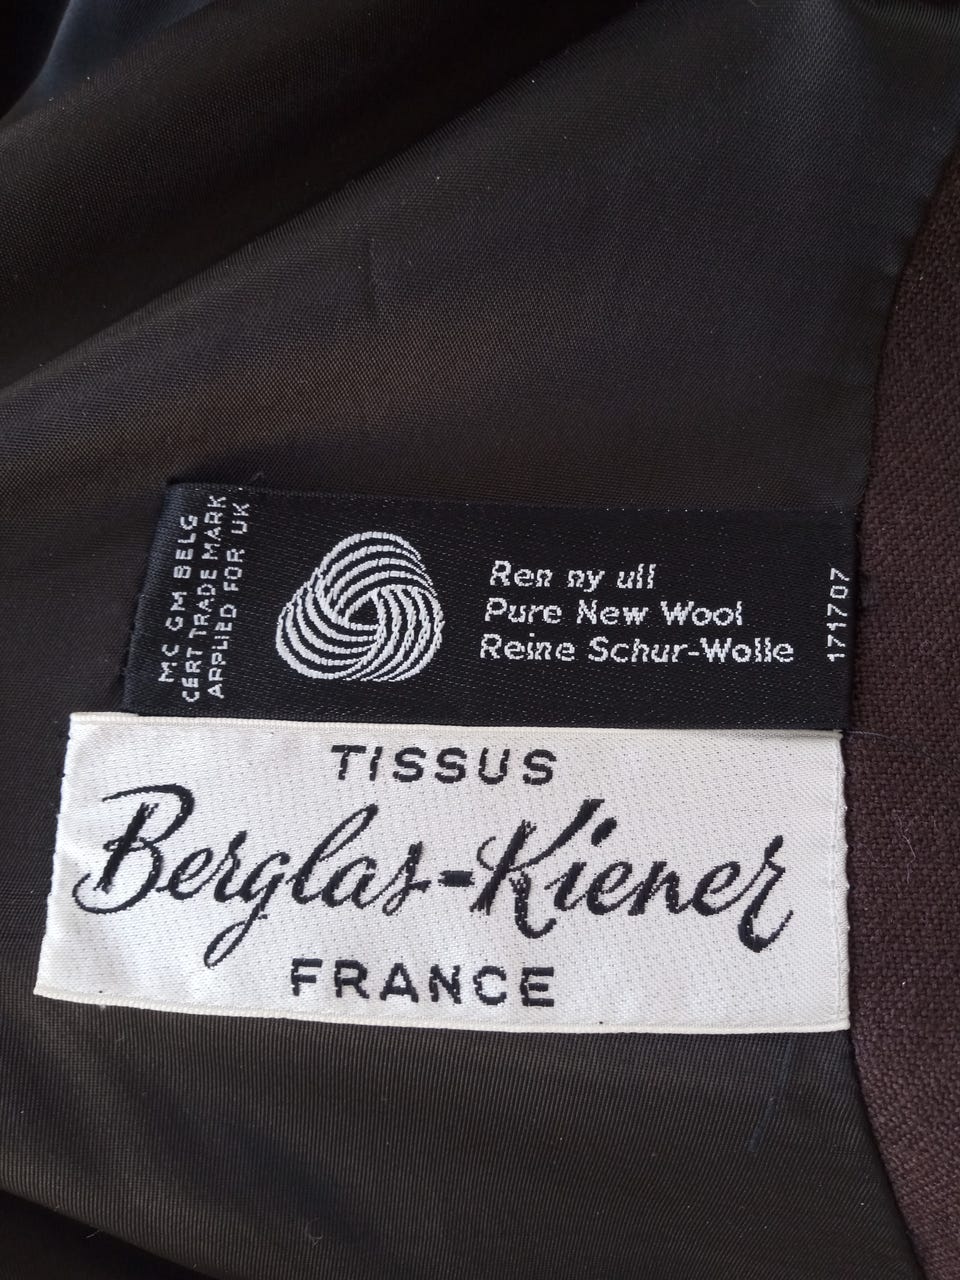 MC GM BELG
CERT TRADE MARK
APPLIED FOR UK
Ren ny ull
Pure New Wool
Reine Schur-Wolle
171707
TISSUS
Berglas-Kiener
FRANCE